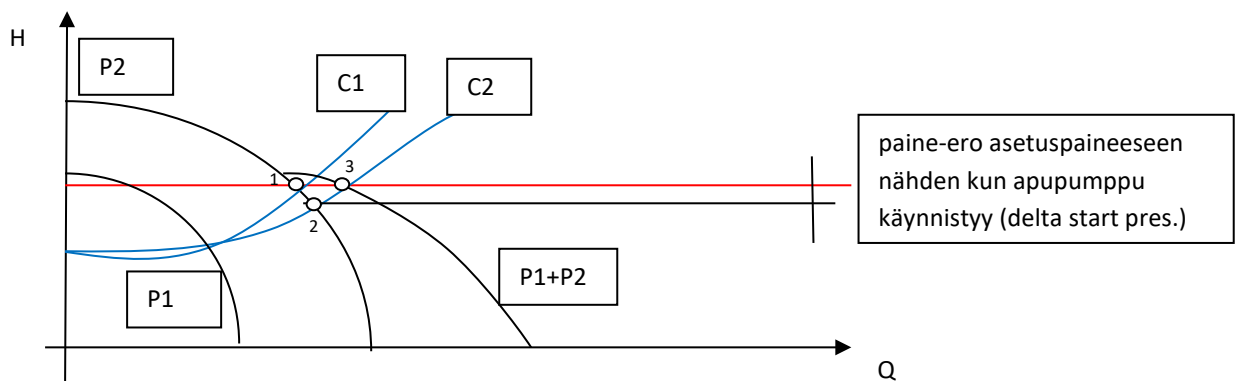 H
P2
C1
C2
1
3
2
P1
P1+P2
paine-ero asetuspaineeseen
nähden kun apupumppu
käynnistyy (delta start pres.)
Q